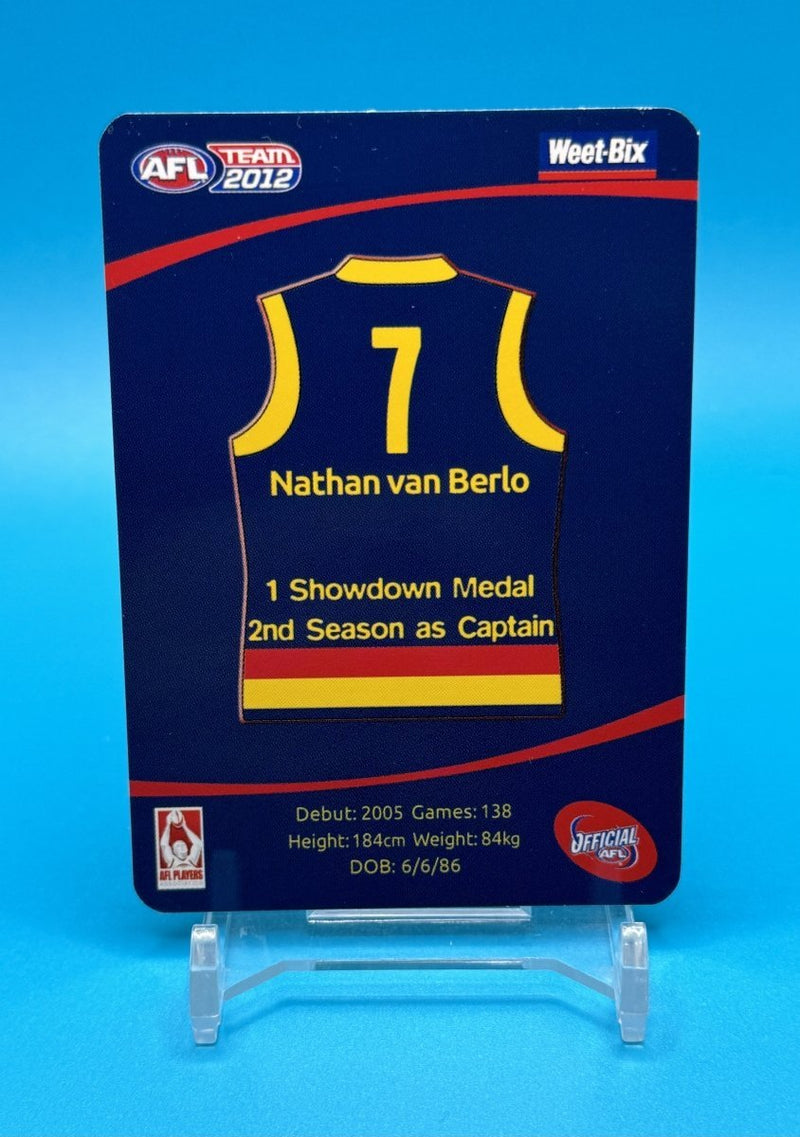 AFL TEAM 2012
Weet-Bix
7
Nathan van Berlo
1 Showdown Medal
2nd Season as Captain
Debut: 2005 Games: 138
Height: 184cm Weight: 84kg
DOB: 6/6/86
AFL PLAYERS
ASSOCIATION
OFFICIAL
AFL